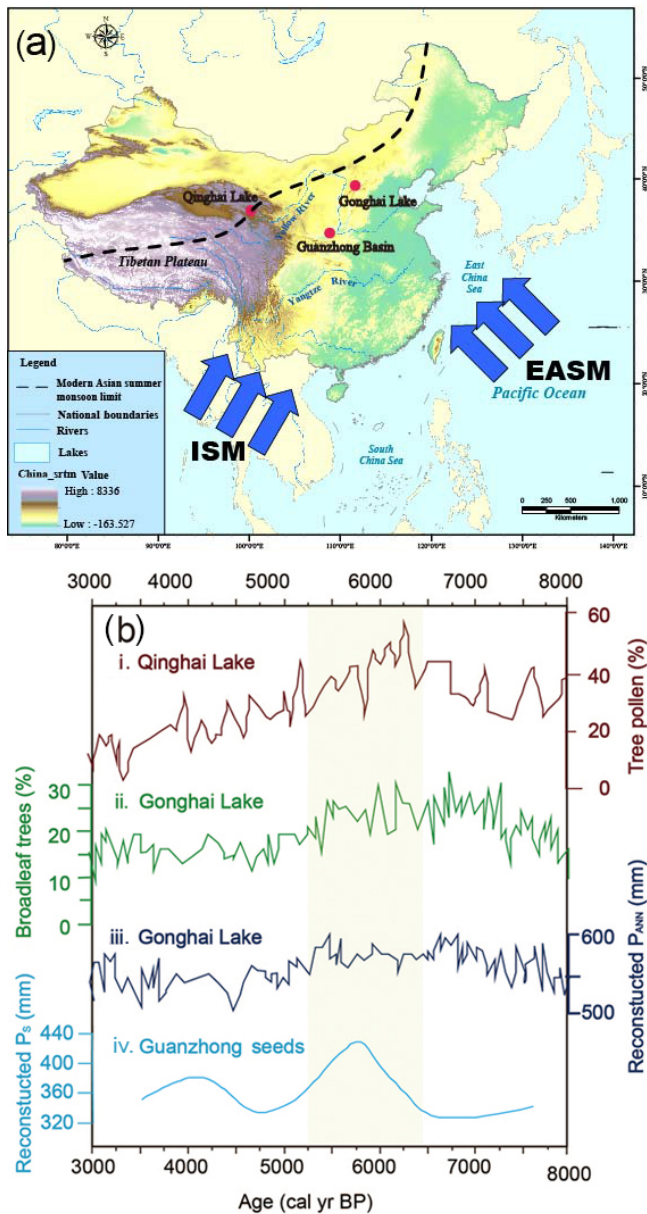 (a)
N
W E
S
Qinghai Lake
Gonghai Lake
Yellow River
Guanzhong Basin
Tibetan Plateau
Yangtze River
East
China
Sea
EASM
Pacific Ocean
ISM
South
China Sea
Legend
Modern Asian summer
monsoon limit
National boundaries
Rivers
Lakes
China_srtm Value
High : 8336
Low : -163.527
0 250 500 1,000
Kilometers
80°0'0"E 90°0'0"E 100°0'0"E 110°0'0"E 120°0'0"E 130°0'0"E 140°0'0"E
3000 4000 5000 6000 7000 8000
(b)
i. Qinghai Lake
60
40
20
0
Tree pollen (%)
ii. Gonghai Lake
30
20
10
0
Broadleaf trees (%)
iii. Gonghai Lake
600
500
Reconstucted PANN (mm)
iv. Guanzhong seeds
440
400
360
320
Reconstucted Ps (mm)
3000 4000 5000 6000 7000 8000
Age (cal yr BP)